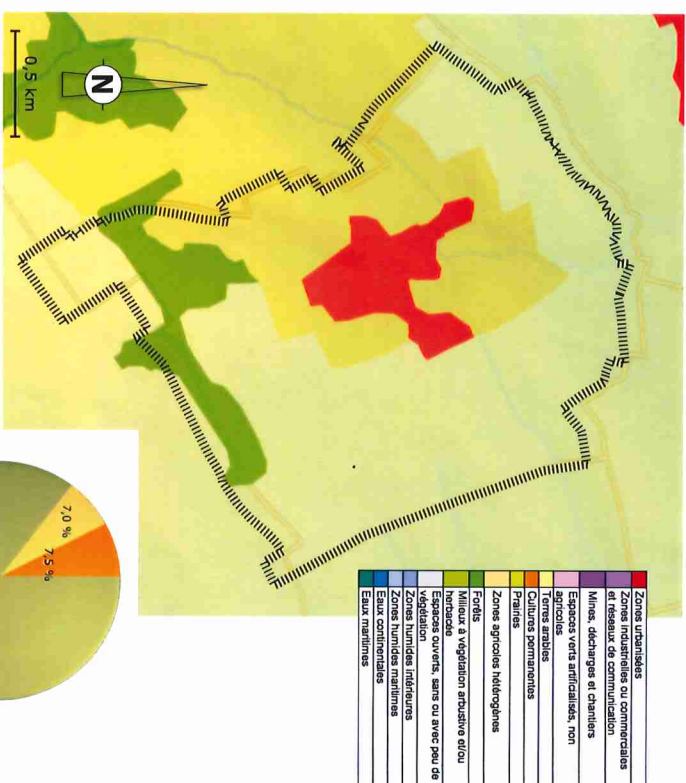 0,5 km
N
Zones urbanisées
Zones industrielles ou commerciales
et réseaux de communication
Mines, décharges et chantiers
Espaces verts artificialisés, non
agricoles
Terres arables
Cultures permanentes
Prairies
Zones agricoles hétérogènes
Forêts
Milieux à végétation arbustive et/ou
herbacée
Espaces ouverts, sans ou avec peu de
végétation
Zones humides intérieures
Zones humides maritimes
Eaux continentales
Eaux maritimes
7,0 %
7,5 %